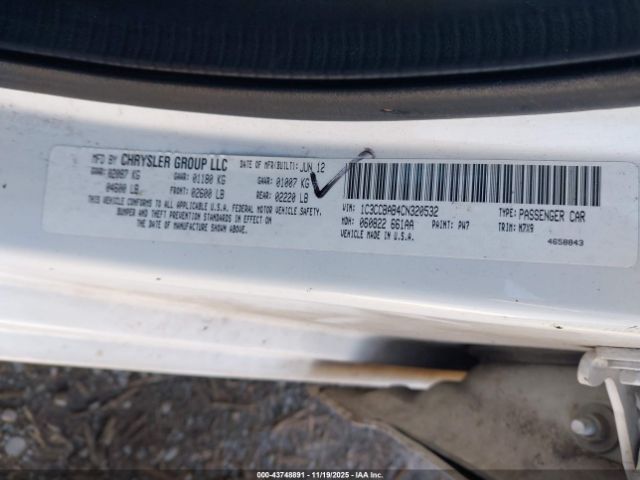 MFD BY CHRYSLER GROUP LLC DATE OF MFR(BUILT): JUN 12
GVWR: 02087 KG GAWR: 01180 KG GAWR: 01007 KG
04600 LB FRONT: 02600 LB REAR: 02220 LB
THIS VEHICLE CONFORMS TO ALL APPLICABLE U.S.A. FEDERAL MOTOR VEHICLE SAFETY,
BUMPER AND THEFT PREVENTION STANDARDS IN EFFECT ON
THE DATE OF MANUFACTURE SHOWN ABOVE.
VIN: 1C3CCBAB4CN320532 TYPE: PASSENGER CAR
MDH: 060822 661AA PAINT: PW7 TRIM: M7X9
VEHICLE MADE IN U.S.A.
4658843
000-43748891 - 11/19/2025 - IAAI.COM